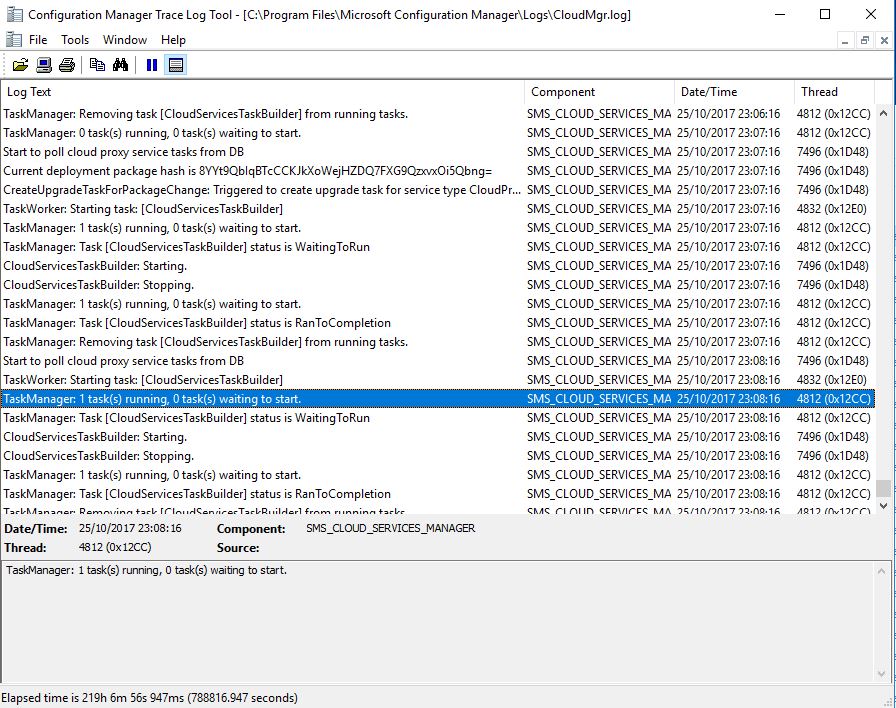 Configuration Manager Trace Log Tool - [C:\Program Files\Microsoft Configuration Manager\Logs\CloudMgr.log]
File Tools Window Help
Log Text Component Date/Time Thread
TaskManager: Removing task [CloudServicesTaskBuilder] from running tasks. SMS_CLOUD_SERVICES_MA 25/10/2017 23:06:16 4812 (0x12CC)
TaskManager: 0 task(s) running, 0 task(s) waiting to start. SMS_CLOUD_SERVICES_MA 25/10/2017 23:07:16 4812 (0x12CC)
Start to poll cloud proxy service tasks from DB SMS_CLOUD_SERVICES_MA 25/10/2017 23:07:16 7496 (0x1D48)
Current deployment package hash is 8YYt9QblqBTcCCKJkXoWejHZDQ7FXG9QzxvxOi5Qbng= SMS_CLOUD_SERVICES_MA 25/10/2017 23:07:16 7496 (0x1D48)
CreateUpgradeTaskForPackageChange: Triggered to create upgrade task for service type CloudPr... SMS_CLOUD_SERVICES_MA 25/10/2017 23:07:16 7496 (0x1D48)
TaskWorker: Starting task: [CloudServicesTaskBuilder] SMS_CLOUD_SERVICES_MA 25/10/2017 23:07:16 4832 (0x12E0)
TaskManager: 1 task(s) running, 0 task(s) waiting to start. SMS_CLOUD_SERVICES_MA 25/10/2017 23:07:16 4812 (0x12CC)
TaskManager: Task [CloudServicesTaskBuilder] status is WaitingToRun SMS_CLOUD_SERVICES_MA 25/10/2017 23:07:16 4812 (0x12CC)
CloudServicesTaskBuilder: Starting. SMS_CLOUD_SERVICES_MA 25/10/2017 23:07:16 7496 (0x1D48)
CloudServicesTaskBuilder: Stopping. SMS_CLOUD_SERVICES_MA 25/10/2017 23:07:16 7496 (0x1D48)
TaskManager: 1 task(s) running, 0 task(s) waiting to start. SMS_CLOUD_SERVICES_MA 25/10/2017 23:07:16 4812 (0x12CC)
TaskManager: Task [CloudServicesTaskBuilder] status is RanToCompletion SMS_CLOUD_SERVICES_MA 25/10/2017 23:07:16 4812 (0x12CC)
TaskManager: Removing task [CloudServicesTaskBuilder] from running tasks. SMS_CLOUD_SERVICES_MA 25/10/2017 23:07:16 4812 (0x12CC)
Start to poll cloud proxy service tasks from DB SMS_CLOUD_SERVICES_MA 25/10/2017 23:08:16 7496 (0x1D48)
TaskWorker: Starting task: [CloudServicesTaskBuilder] SMS_CLOUD_SERVICES_MA 25/10/2017 23:08:16 4832 (0x12E0)
TaskManager: 1 task(s) running, 0 task(s) waiting to start. SMS_CLOUD_SERVICES_MA 25/10/2017 23:08:16 4812 (0x12CC)
TaskManager: Task [CloudServicesTaskBuilder] status is WaitingToRun SMS_CLOUD_SERVICES_MA 25/10/2017 23:08:16 4812 (0x12CC)
CloudServicesTaskBuilder: Starting. SMS_CLOUD_SERVICES_MA 25/10/2017 23:08:16 7496 (0x1D48)
CloudServicesTaskBuilder: Stopping. SMS_CLOUD_SERVICES_MA 25/10/2017 23:08:16 7496 (0x1D48)
TaskManager: 1 task(s) running, 0 task(s) waiting to start. SMS_CLOUD_SERVICES_MA 25/10/2017 23:08:16 4812 (0x12CC)
TaskManager: Task [CloudServicesTaskBuilder] status is RanToCompletion SMS_CLOUD_SERVICES_MA 25/10/2017 23:08:16 4812 (0x12CC)
TaskManager: Removing task [CloudServicesTaskBuilder] from running tasks. SMS_CLOUD_SERVICES_MA 25/10/2017 23:08:16 4812 (0x12CC)
Date/Time: 25/10/2017 23:08:16 Component: SMS_CLOUD_SERVICES_MANAGER
Thread: 4812 (0x12CC) Source:
TaskManager: 1 task(s) running, 0 task(s) waiting to start.
Elapsed time is 219h 6m 56s 947ms (788816.947 seconds)